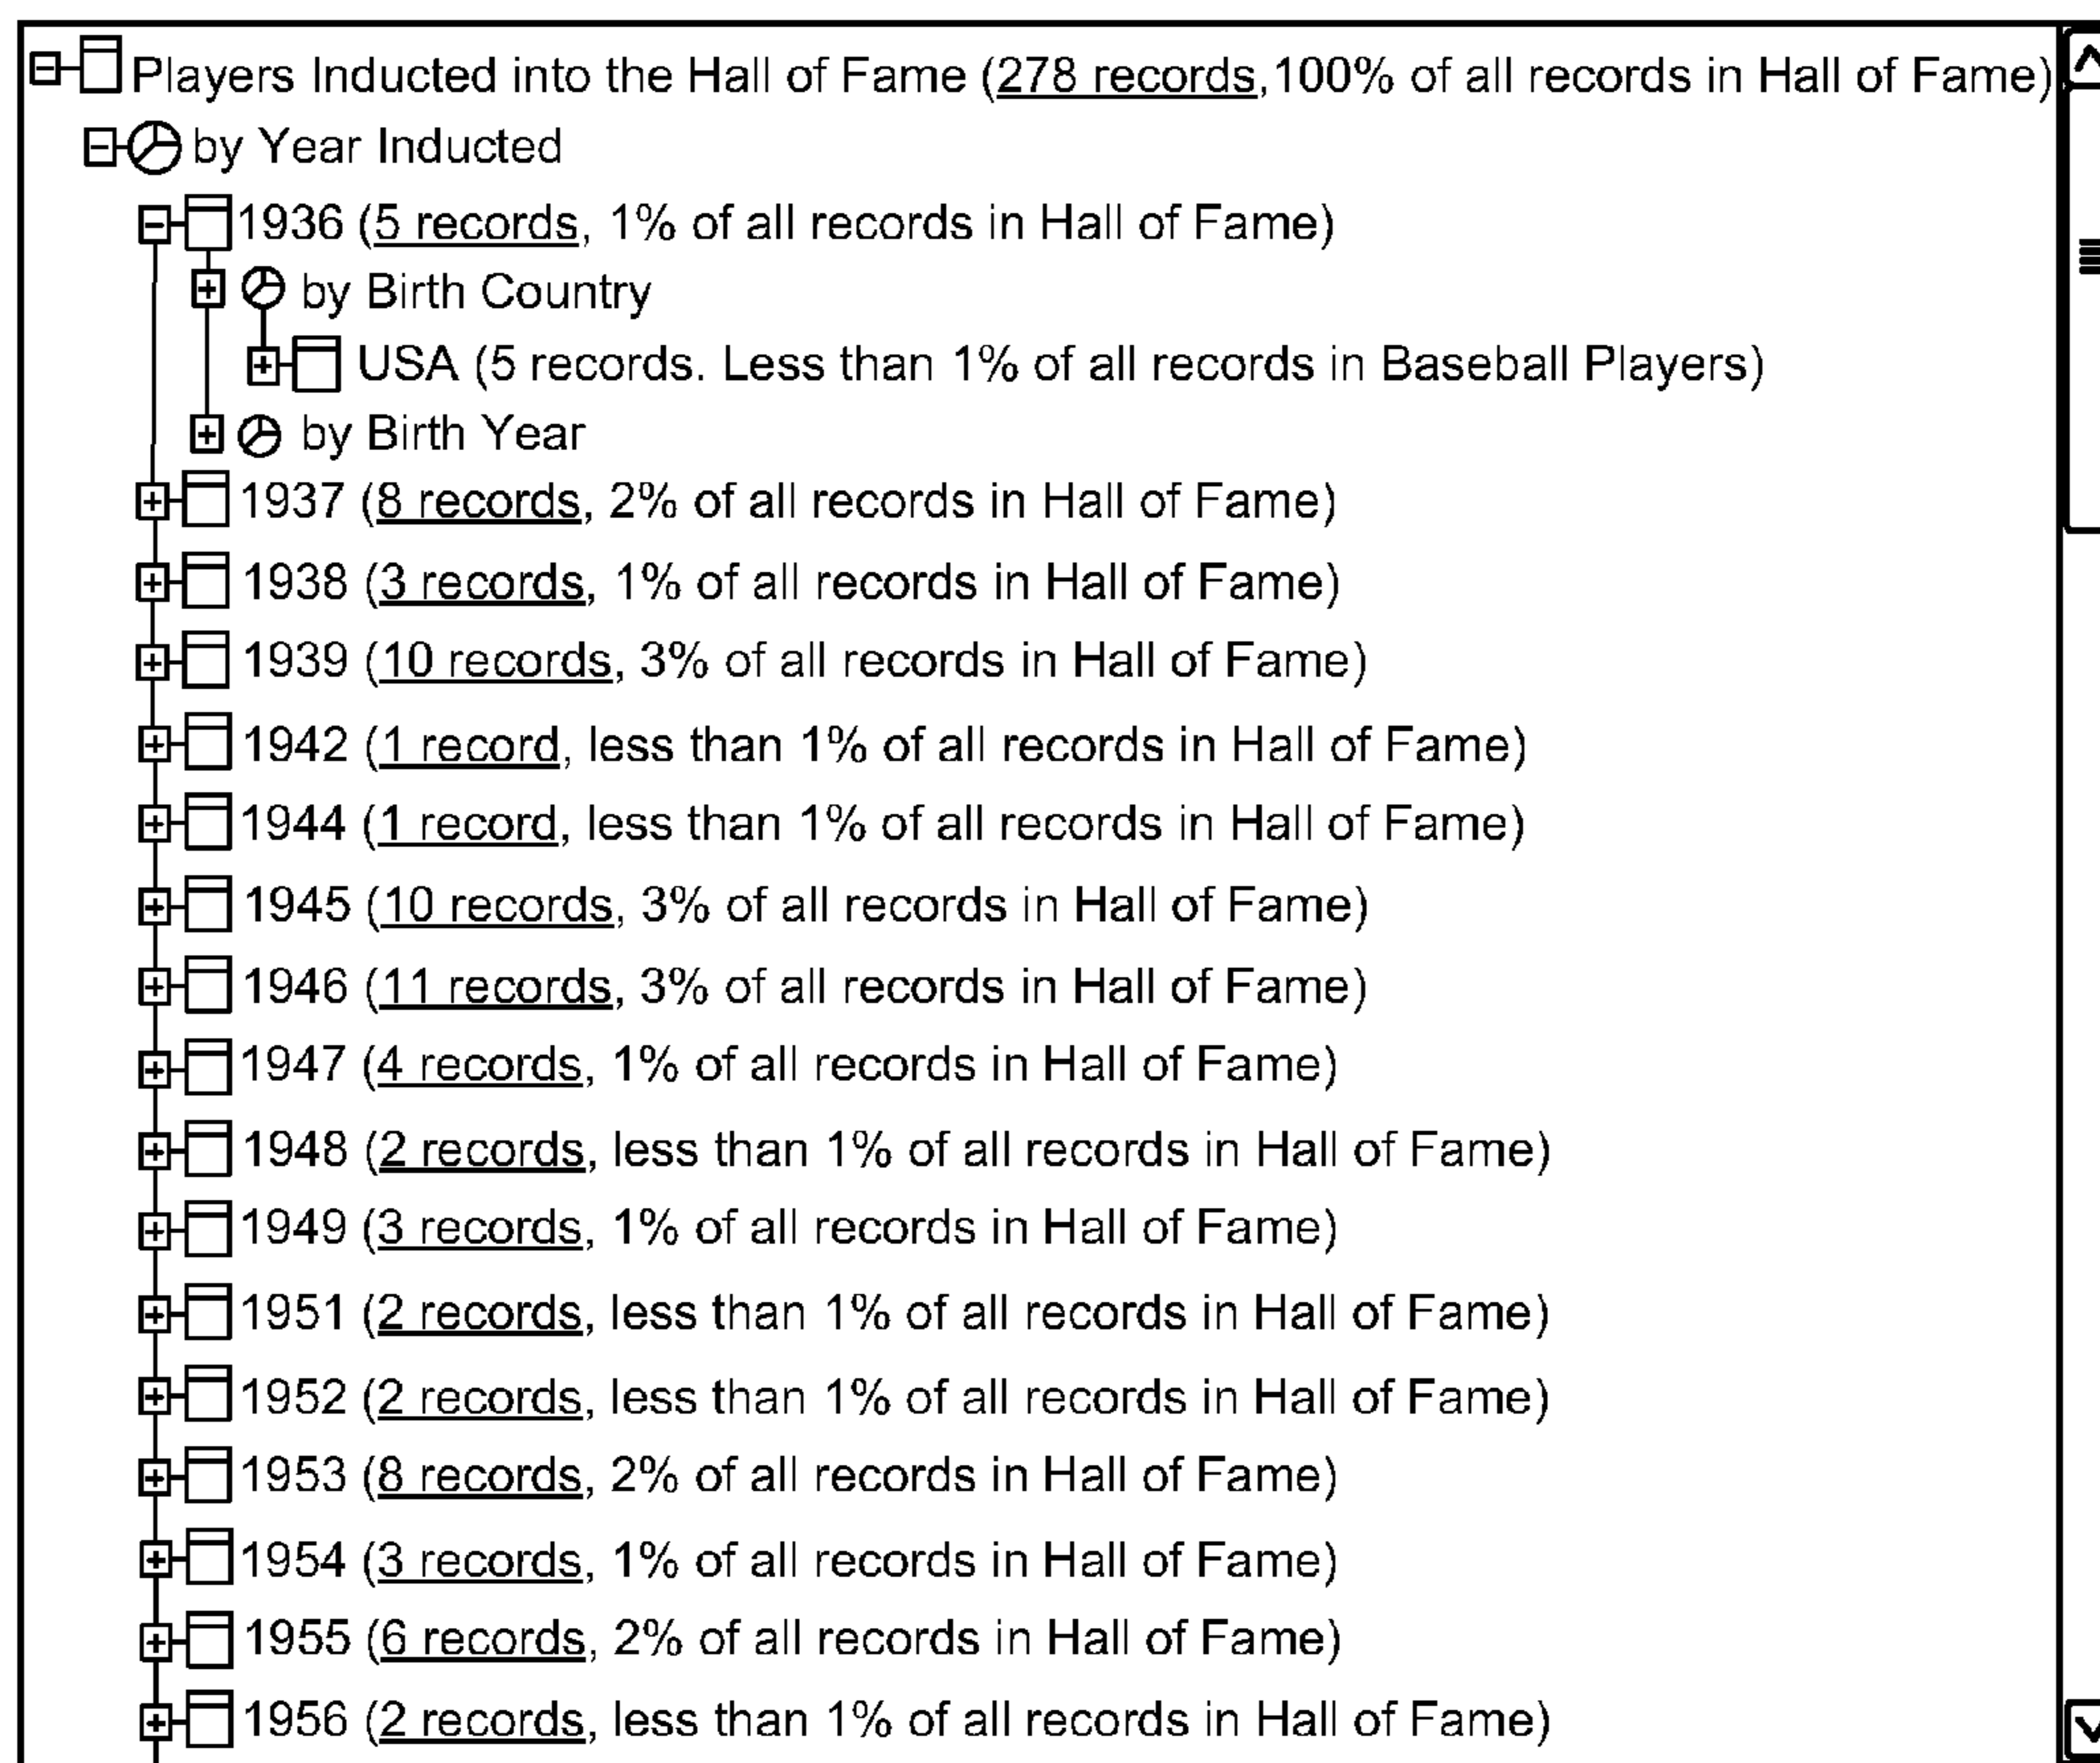 Players Inducted into the Hall of Fame (278 records,100% of all records in Hall of Fame)
by Year Inducted
1936 (5 records, 1% of all records in Hall of Fame)
by Birth Country
USA (5 records. Less than 1% of all records in Baseball Players)
by Birth Year
1937 (8 records, 2% of all records in Hall of Fame)
1938 (3 records, 1% of all records in Hall of Fame)
1939 (10 records, 3% of all records in Hall of Fame)
1942 (1 record, less than 1% of all records in Hall of Fame)
1944 (1 record, less than 1% of all records in Hall of Fame)
1945 (10 records, 3% of all records in Hall of Fame)
1946 (11 records, 3% of all records in Hall of Fame)
1947 (4 records, 1% of all records in Hall of Fame)
1948 (2 records, less than 1% of all records in Hall of Fame)
1949 (3 records, 1% of all records in Hall of Fame)
1951 (2 records, less than 1% of all records in Hall of Fame)
1952 (2 records, less than 1% of all records in Hall of Fame)
1953 (8 records, 2% of all records in Hall of Fame)
1954 (3 records, 1% of all records in Hall of Fame)
1955 (6 records, 2% of all records in Hall of Fame)
1956 (2 records, less than 1% of all records in Hall of Fame)